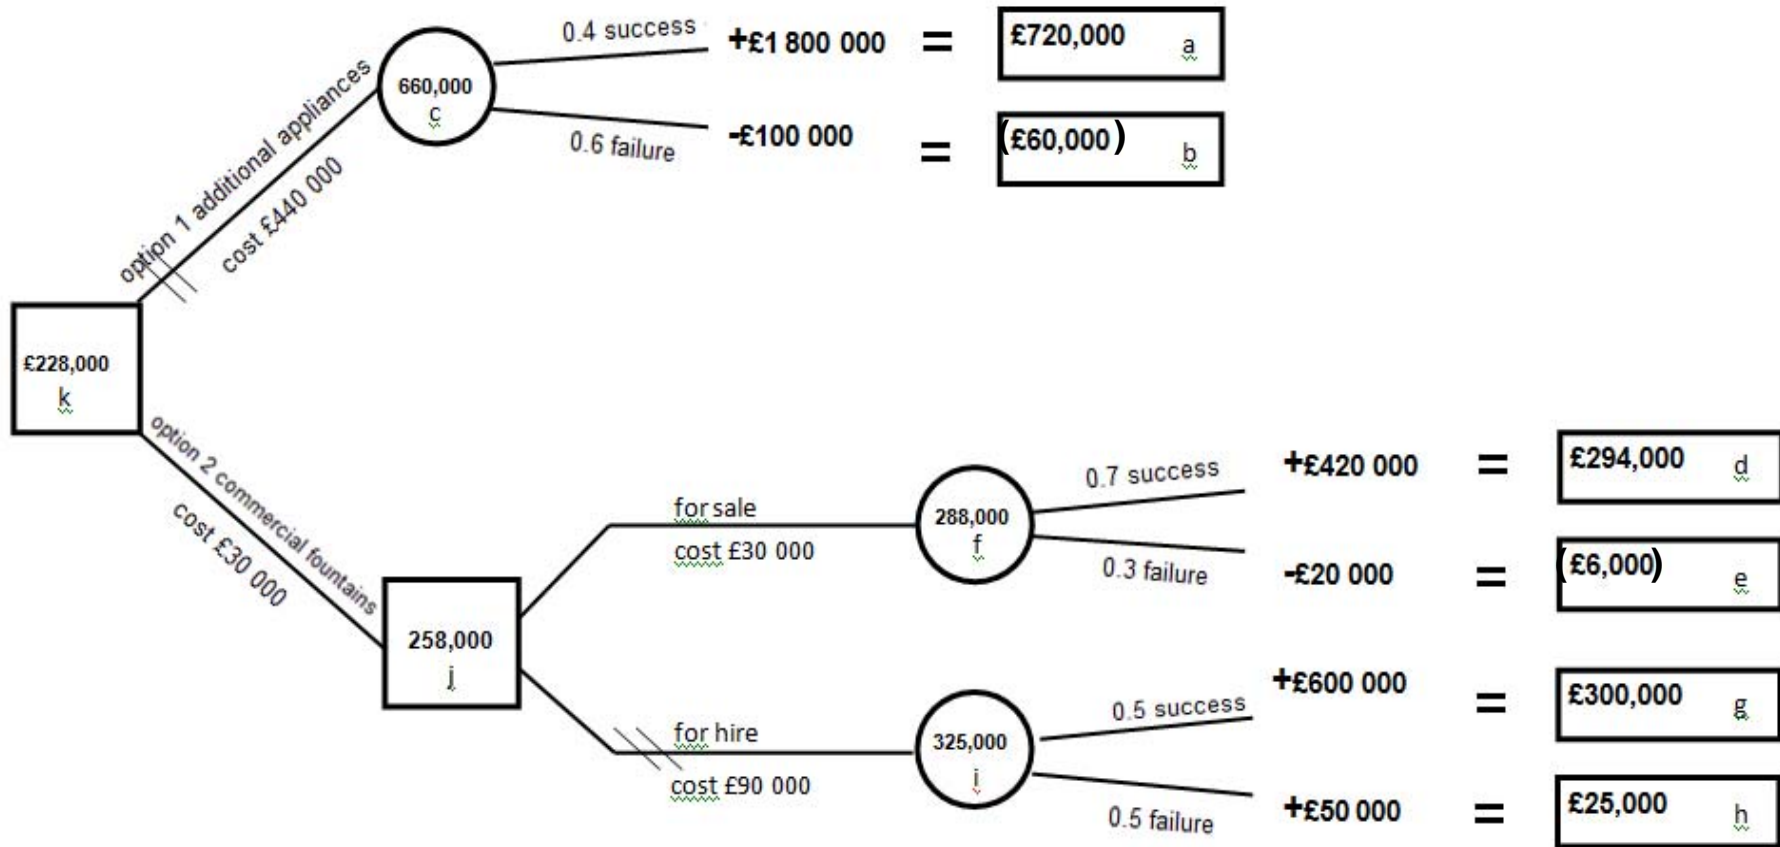 0.4 success
+£1 800 000 = £720,000 a
660,000
c
0.6 failure
-£100 000 = (£60,000) b
option 1 additional appliances
cost £440 000
£228,000
k
option 2 commercial fountains
cost £30 000
for sale
cost £30 000
288,000
f
0.7 success
+£420 000 = £294,000 d
0.3 failure
-£20 000 = (£6,000) e
258,000
j
for hire
cost £90 000
325,000
i
0.5 success
+£600 000 = £300,000 g
0.5 failure
+£50 000 = £25,000 h